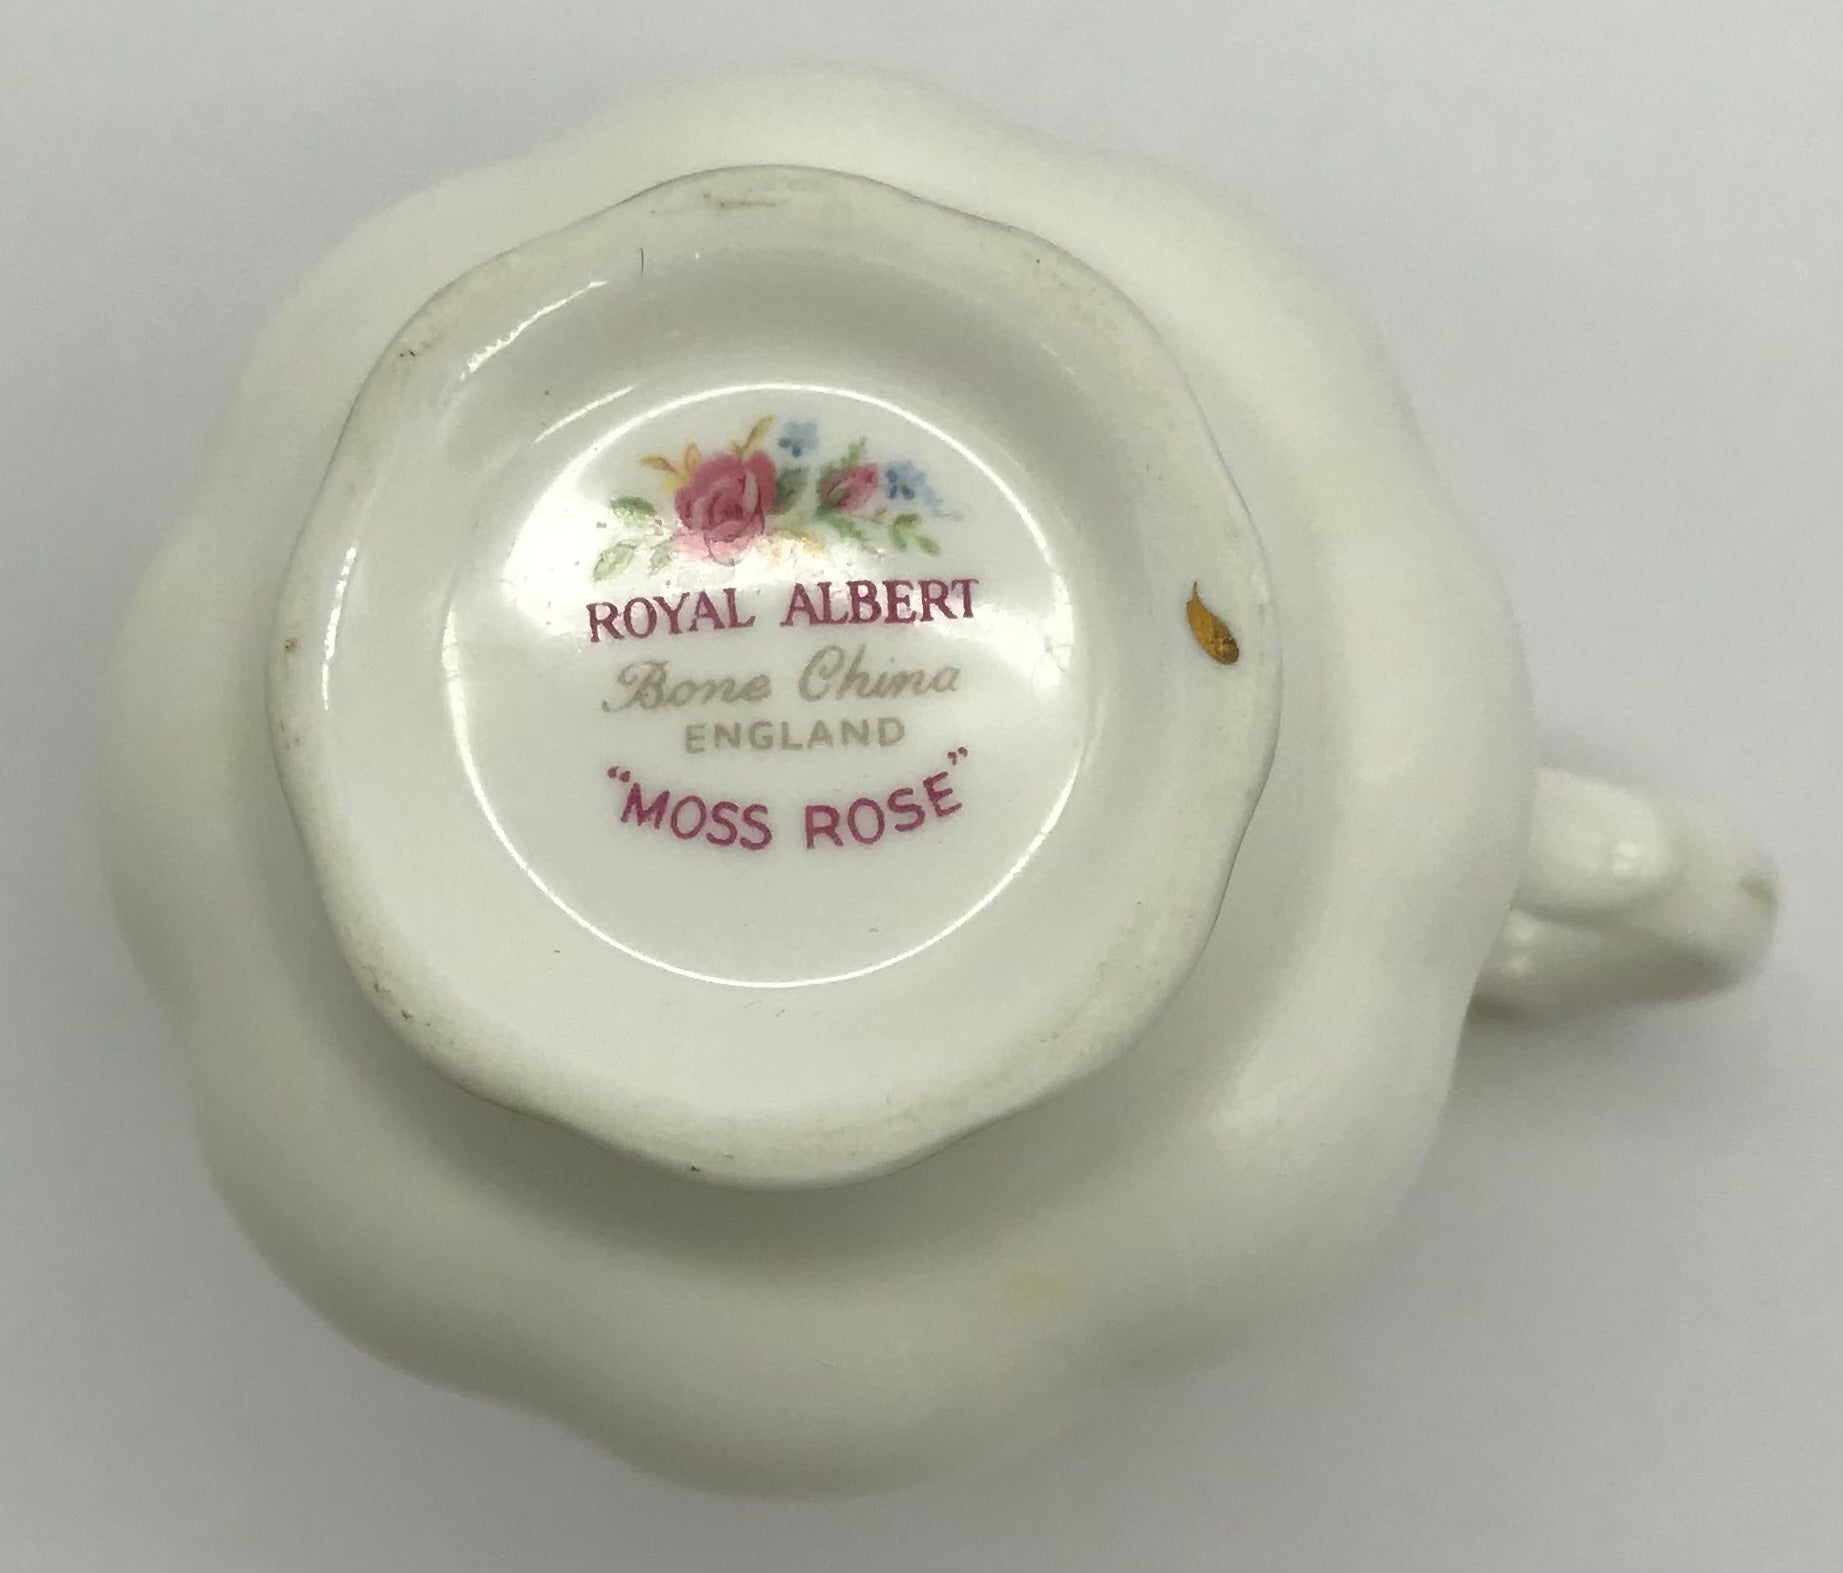 ROYAL ALBERT
Bone China
ENGLAND
“MOSS ROSE”